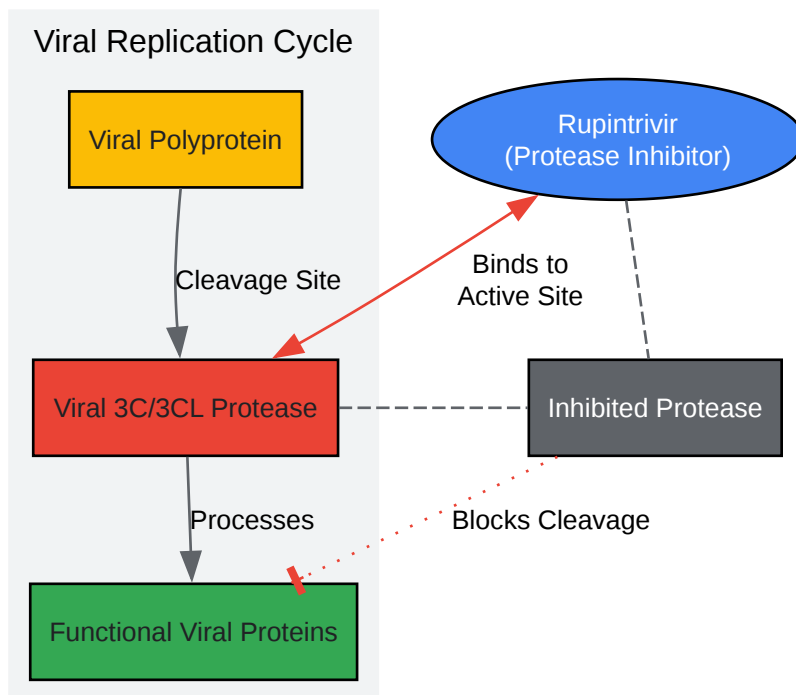 Viral Replication Cycle
Viral Polyprotein
Rupintrivir
(Protease Inhibitor)
Cleavage Site
Binds to
Active Site
Viral 3C/3CL Protease
Inhibited Protease
Processes
Blocks Cleavage
Functional Viral Proteins